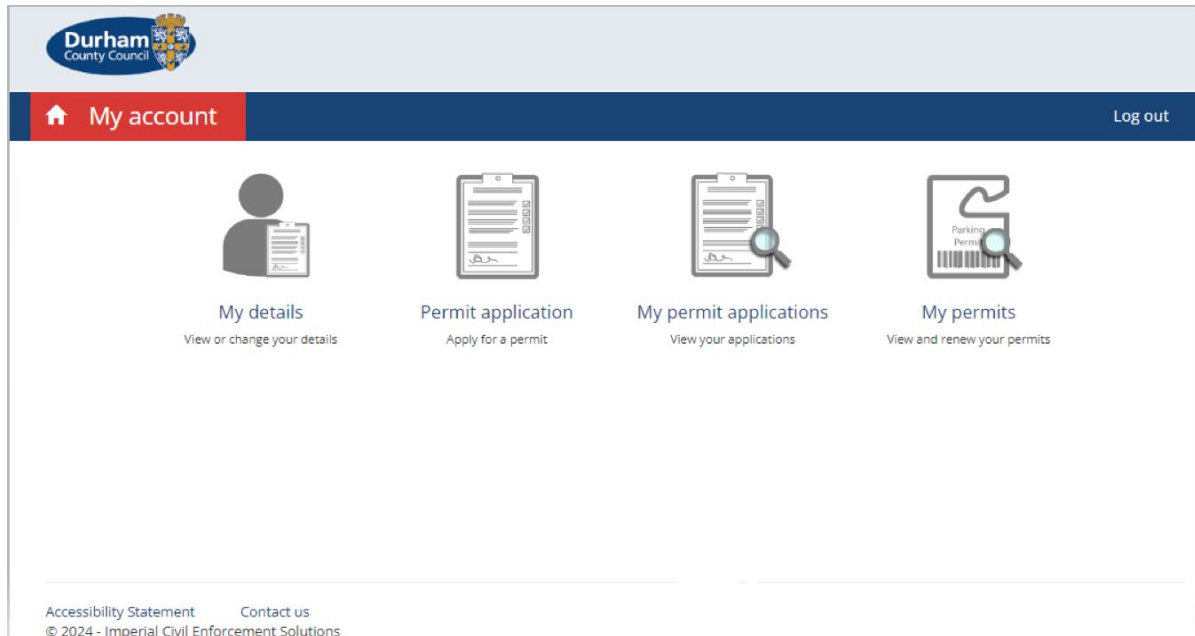 Durham
County Council
My account
Log out
Parking
Permit
My details
Permit application
My permit applications
My permits
View or change your details
Apply for a permit
View your applications
View and renew your permits
Accessibility Statement Contact us
© 2024 - Imperial Civil Enforcement Solutions